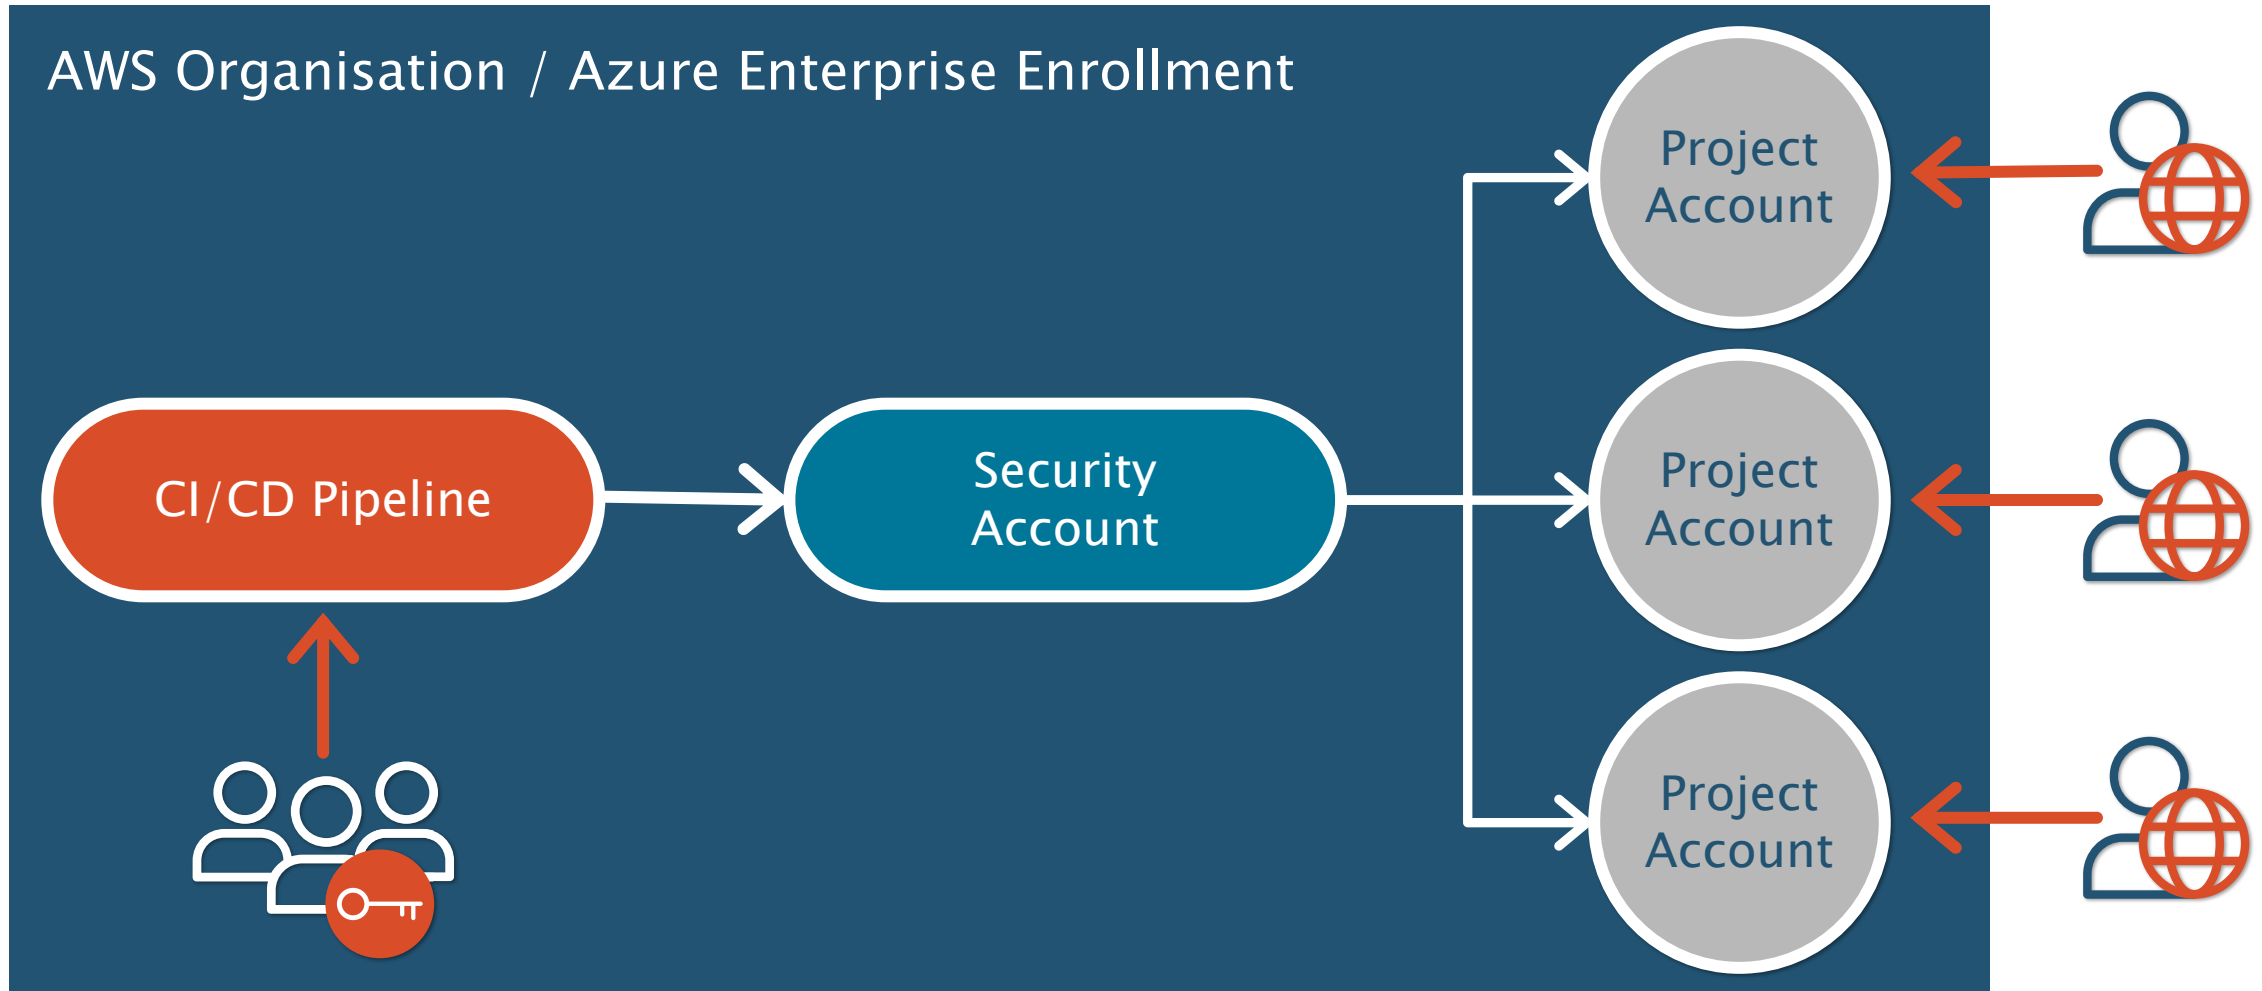 AWS Organisation / Azure Enterprise Enrollment
Project
Account
CI/CD Pipeline
Security
Account
Project
Account
Project
Account